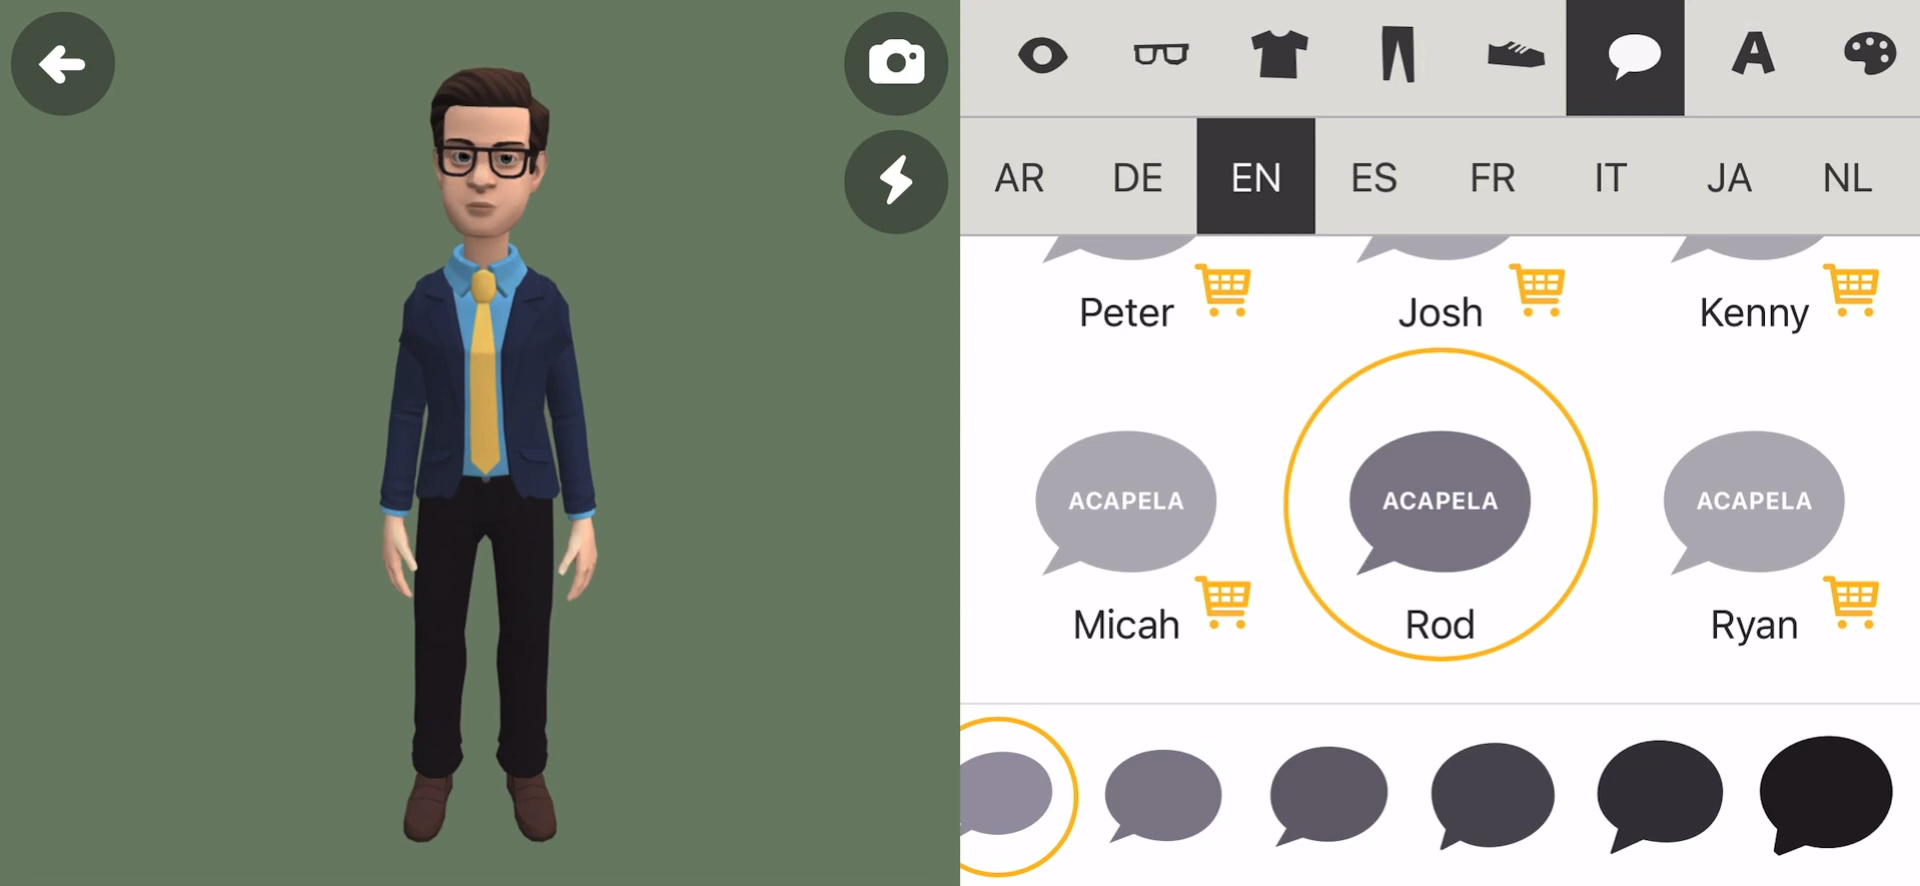 A
AR DE EN ES FR IT JA NL
Peter Josh Kenny
ACAPELA ACAPELA ACAPELA
Micah Rod Ryan